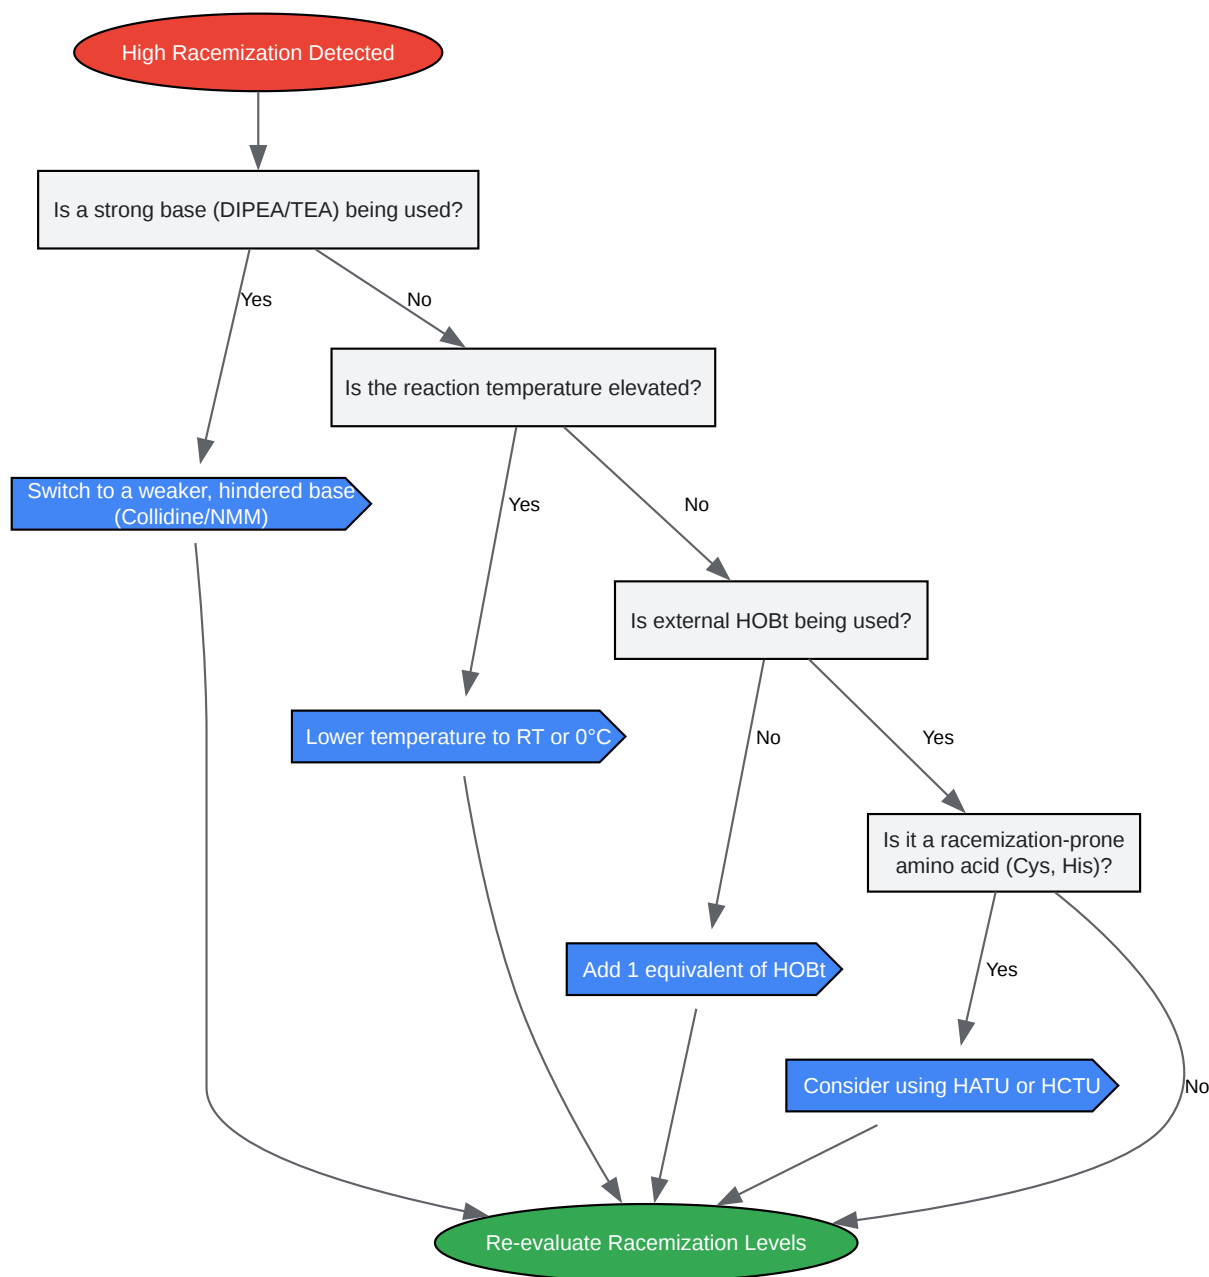 High Racemization Detected
Is a strong base (DIPEA/TEA) being used?
Yes
No
Is the reaction temperature elevated?
Switch to a weaker, hindered base
(Collidine/NMM)
Yes
No
Is external HOBt being used?
Lower temperature to RT or 0°C
No
Yes
Is it a racemization-prone
amino acid (Cys, His)?
Add 1 equivalent of HOBt
Yes
Consider using HATU or HCTU
No
Re-evaluate Racemization Levels